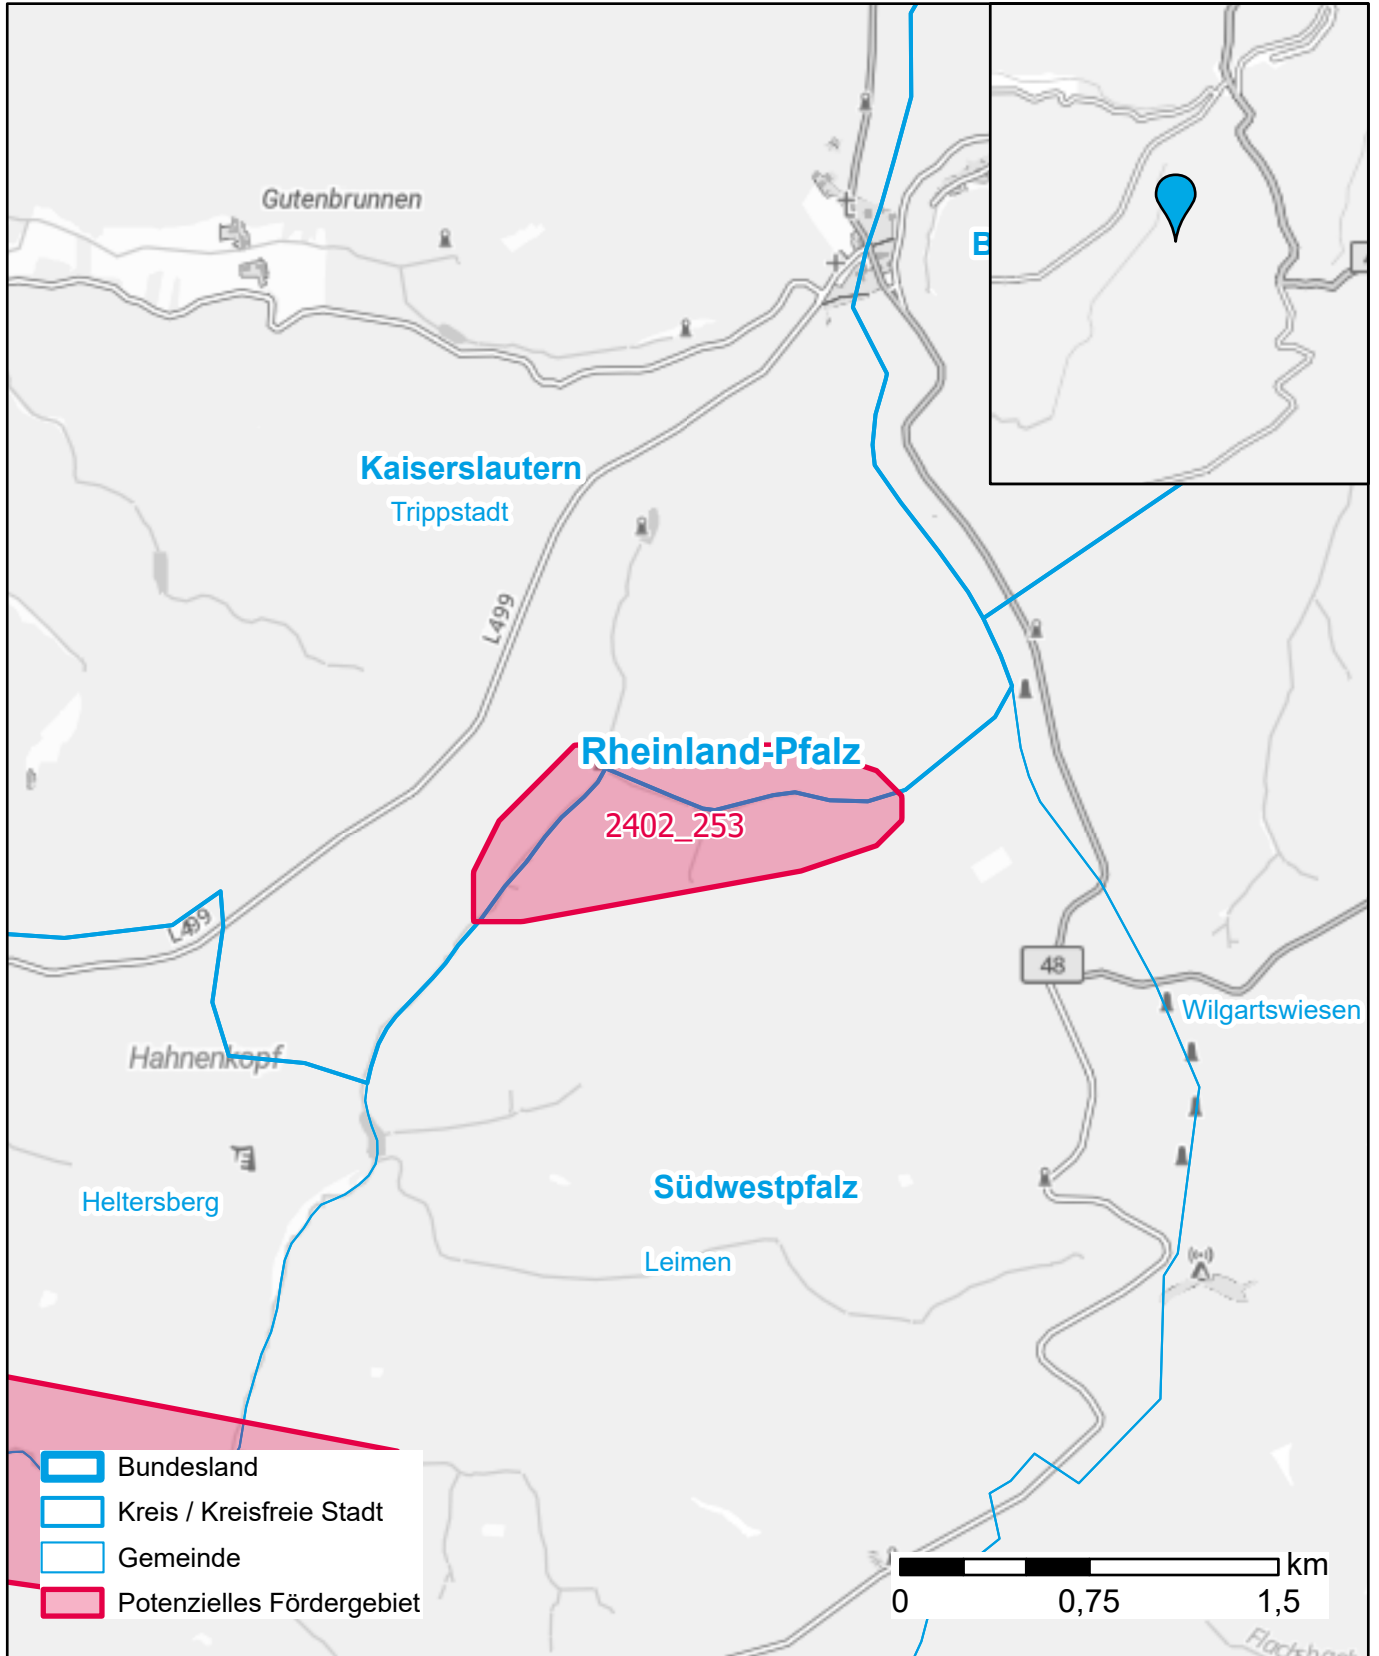 Gutenbrunnen
B
Kaiserslautern
Trippstadt
L499
Rheinland-Pfalz
2402_253
L499
48
Wilgartswiesen
Hahnenkopf
Südwestpfalz
Heltersberg
Leimen
Bundesland
Kreis / Kreisfreie Stadt
Gemeinde
Potenzielles Fördergebiet
km
0 0,75 1,5